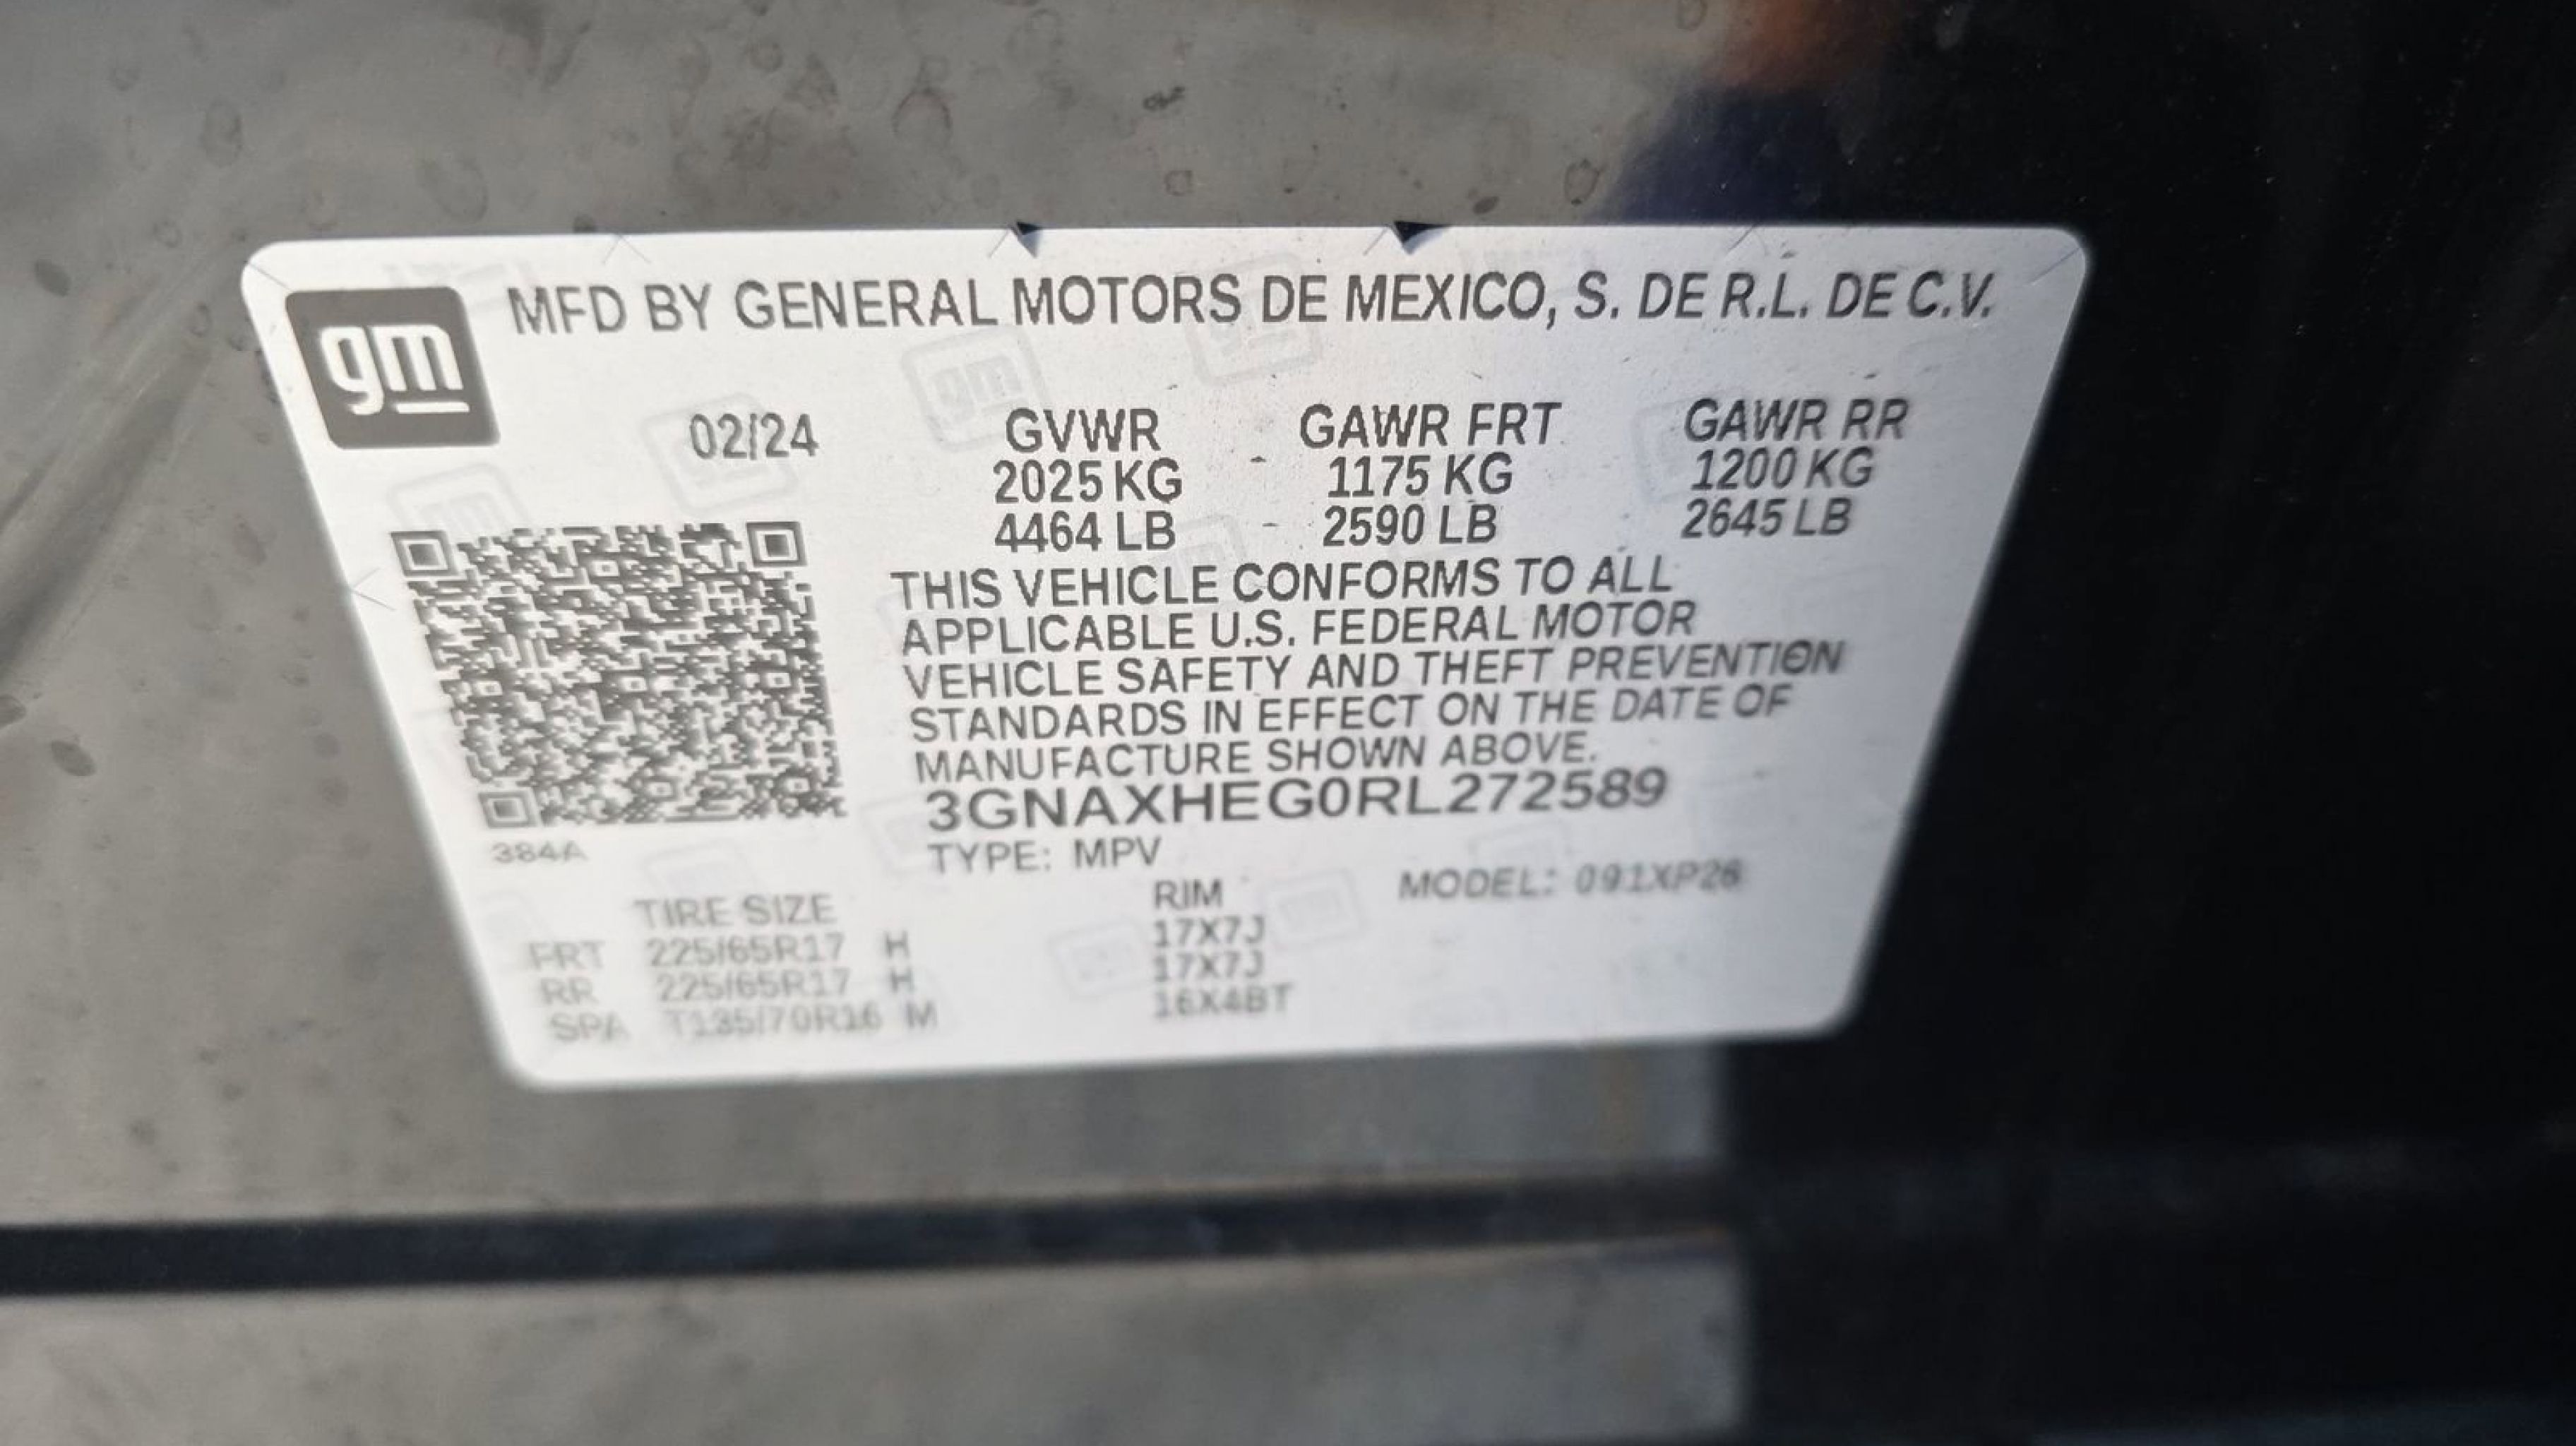 gm
MFD BY GENERAL MOTORS DE MEXICO, S. DE R.L. DE C.V.
02/24 GVWR GAWR FRT GAWR RR
2025 KG 1175 KG 1200 KG
4464 LB 2590 LB 2645 LB
THIS VEHICLE CONFORMS TO ALL
APPLICABLE U.S. FEDERAL MOTOR
VEHICLE SAFETY AND THEFT PREVENTION
STANDARDS IN EFFECT ON THE DATE OF
MANUFACTURE SHOWN ABOVE.
3GNAXHEG0RL272589
384A
TYPE: MPV MODEL: 091XP26
TIRE SIZE RIM
FRT 225/65R17 H 17X7J
RR 225/65R17 H 17X7J
SPA T135/70R16 M 16X4BT